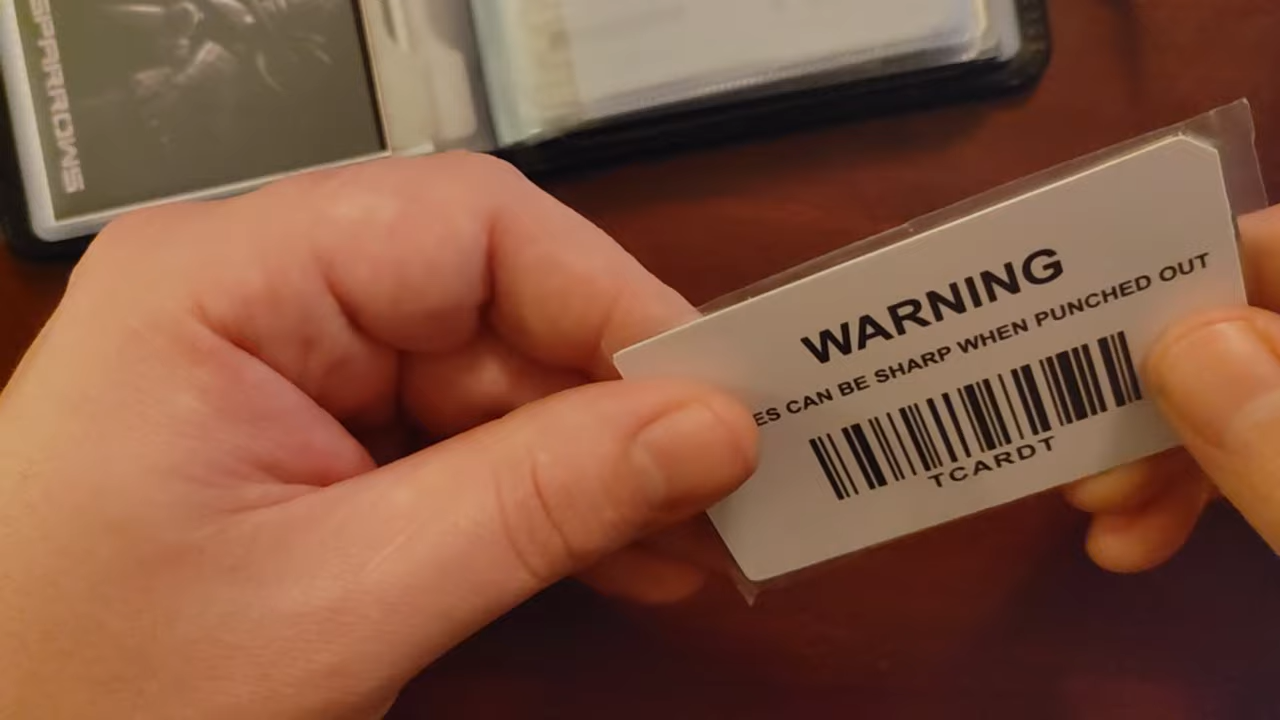 SPARROWS
WARNING
ES CAN BE SHARP WHEN PUNCHED OUT
TCARDT